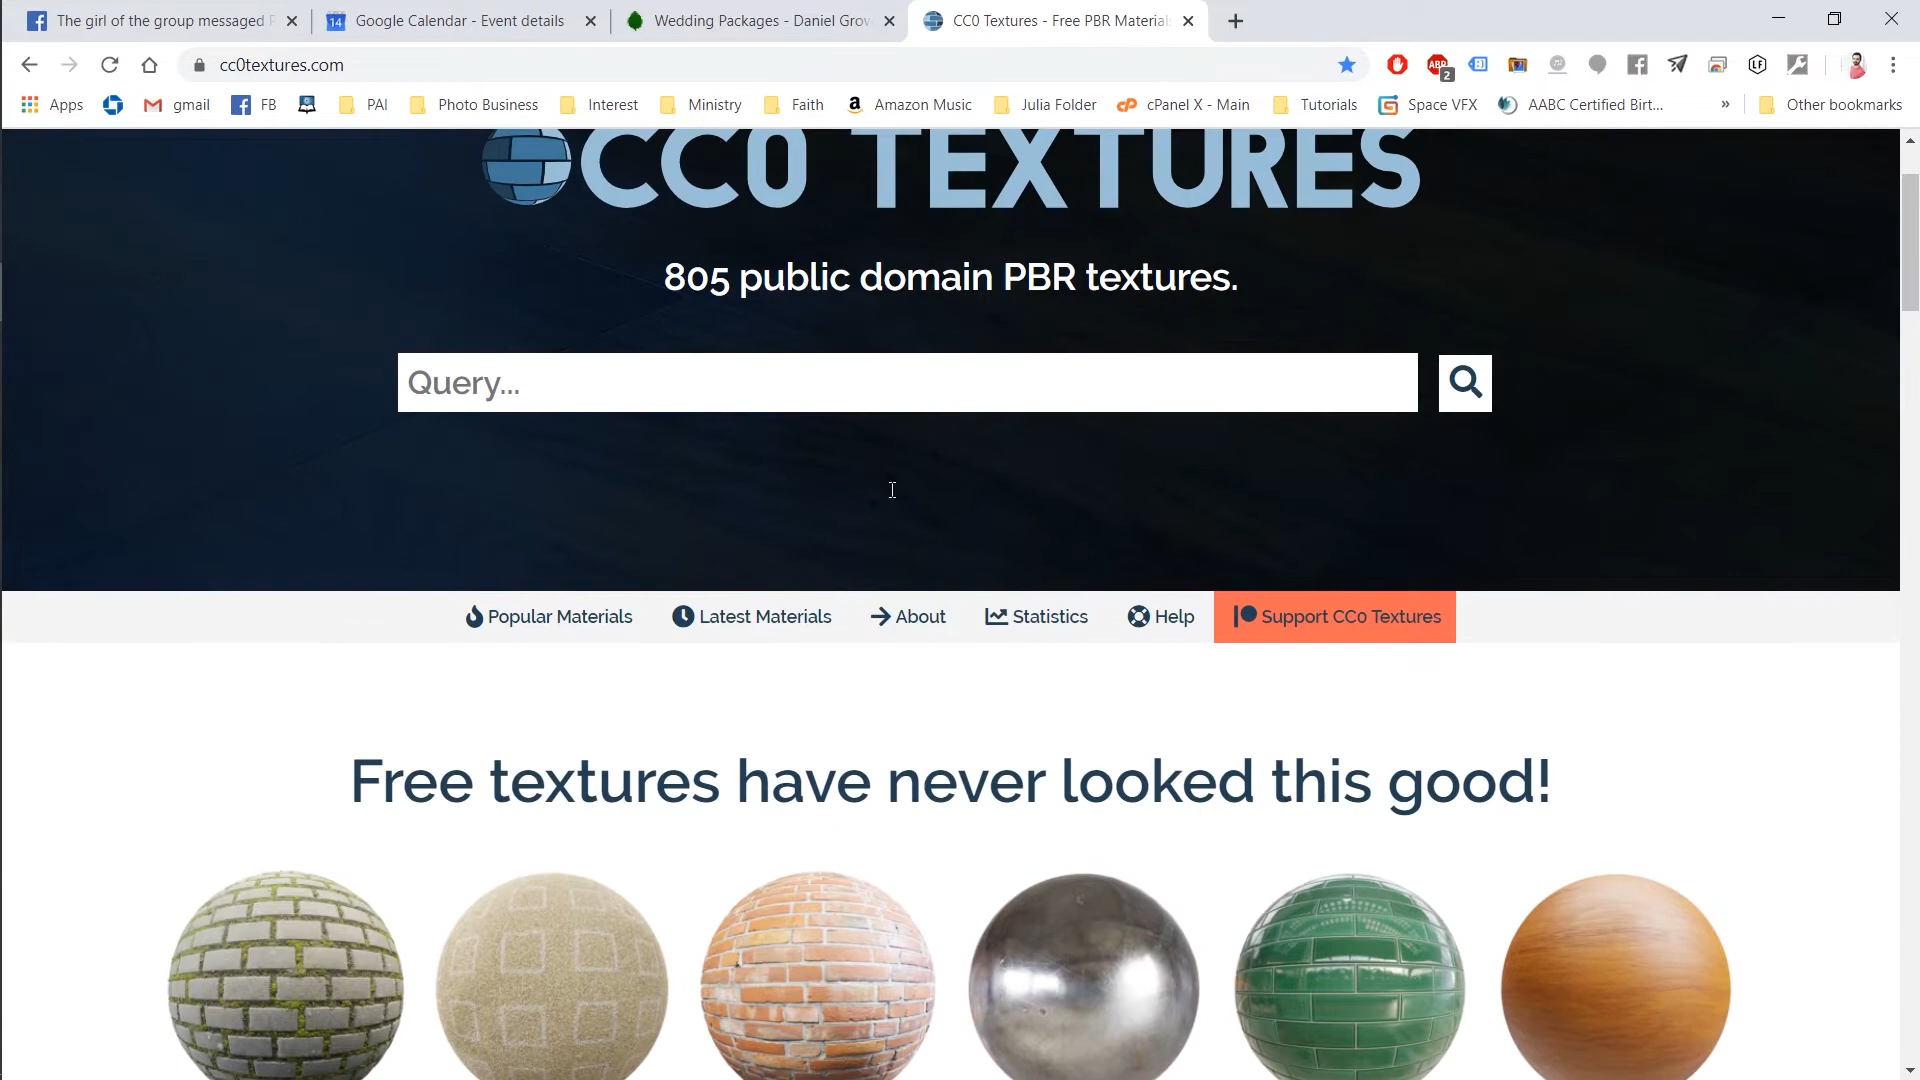 The girl of the group messaged
Google Calendar - Event details
Wedding Packages - Daniel Grov
CC0 Textures - Free PBR Material
cc0textures.com
ABP
2
LF
Apps
gmail
FB
PAI
Photo Business
Interest
Ministry
Faith
Amazon Music
Julia Folder
cPanel X - Main
Tutorials
Space VFX
AABC Certified Birt...
»
Other bookmarks
CC0 TEXTURES
805 public domain PBR textures.
Query...
Popular Materials
Latest Materials
About
Statistics
Help
Support CC0 Textures
Free textures have never looked this good!